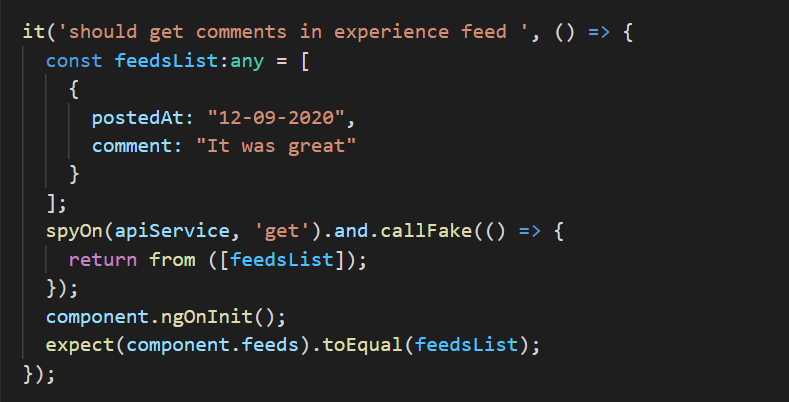 it('should get comments in experience feed ', () => {
  const feedsList:any = [
    {
      postedAt: "12-09-2020",
      comment: "It was great"
    }
  ];
  spyOn(apiService, 'get').and.callFake(() => {
    return from ([feedsList]);
  });
  component.ngOnInit();
  expect(component.feeds).toEqual(feedsList);
});